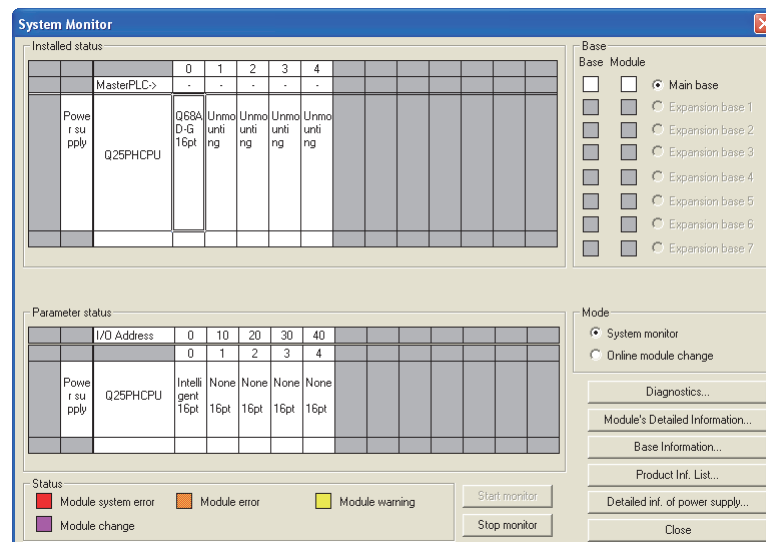 System Monitor
Installed status
0 1 2 3 4
MasterPLC-> - - - - -
Powe
r su
pply
Q25PHCPU
Q68A
D-G
16pt
Unmo
unti
ng
Unmo
unti
ng
Unmo
unti
ng
Unmo
unti
ng
Base
Base Module
Main base
Expansion base 1
Expansion base 2
Expansion base 3
Expansion base 4
Expansion base 5
Expansion base 6
Expansion base 7
Parameter status
I/O Address 0 10 20 30 40
0 1 2 3 4
Powe
r su
pply
Q25PHCPU
Intelli
gent
16pt
None
16pt
None
16pt
None
16pt
None
16pt
Mode
System monitor
Online module change
Diagnostics...
Module's Detailed Information...
Base Information...
Product Inf. List...
Detailed inf. of power supply...
Close
Status
Module system error
Module error
Module warning
Module change
Start monitor
Stop monitor